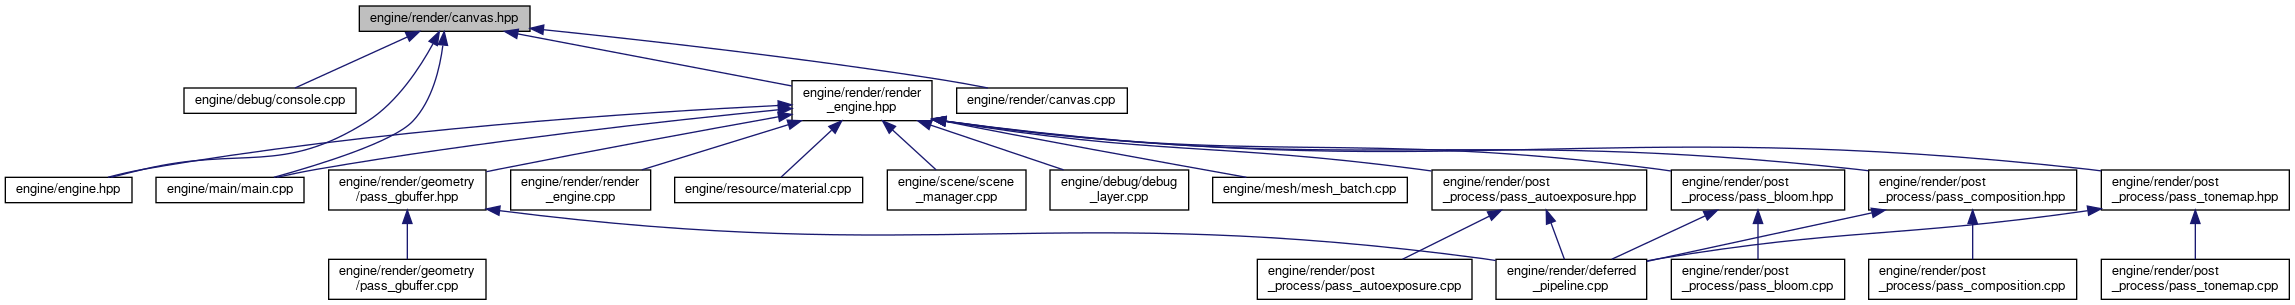 engine/render/canvas.hpp
engine/debug/console.cpp
engine/render/render
_engine.hpp
engine/render/canvas.cpp
engine/engine.hpp
engine/main/main.cpp
engine/render/geometry
/pass_gbuffer.hpp
engine/render/render
_engine.cpp
engine/resource/material.cpp
engine/scene/scene
_manager.cpp
engine/debug/debug
_layer.cpp
engine/mesh/mesh_batch.cpp
engine/render/post
_process/pass_autoexposure.hpp
engine/render/post
_process/pass_bloom.hpp
engine/render/post
_process/pass_composition.hpp
engine/render/post
_process/pass_tonemap.hpp
engine/render/geometry
/pass_gbuffer.cpp
engine/render/post
_process/pass_autoexposure.cpp
engine/render/deferred
_pipeline.cpp
engine/render/post
_process/pass_bloom.cpp
engine/render/post
_process/pass_composition.cpp
engine/render/post
_process/pass_tonemap.cpp